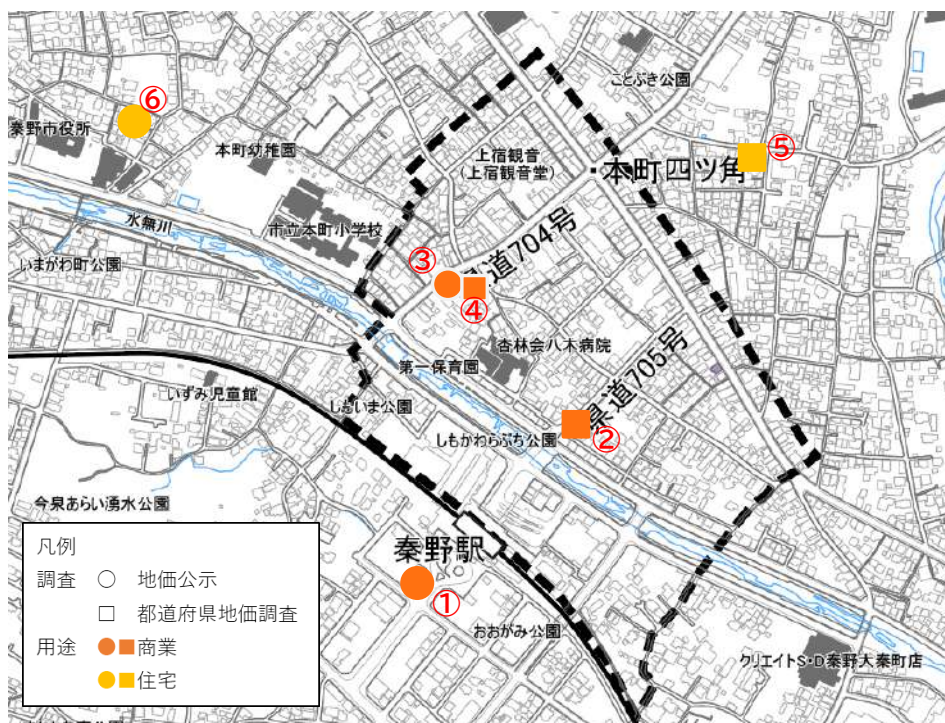 ことぶき公園
⑥
秦野市役所
本町幼稚園
上宿観音
(上宿観音堂)
本町四ツ角
⑤
水無川
市立本町小学校
いまがわ町公園
③
県道704号
④
杏林会八木病院
第一保育園
県道705号
いずみ児童館
しもかわらぶち公園
②
今泉あらい湧水公園
秦野駅
①
おおがみ公園
クリエイトS・D秦野大秦町店
凡例
調査 ○ 地価公示
□ 都道府県地価調査
用途 ●■商業
●■住宅